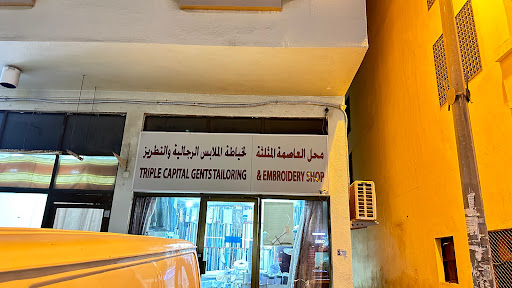 محل العاصمة المثلثة لخياطة الملابس الرجالية والتطريز
TRIPLE CAPITAL GENTS TAILORING & EMBROIDERY SHOP